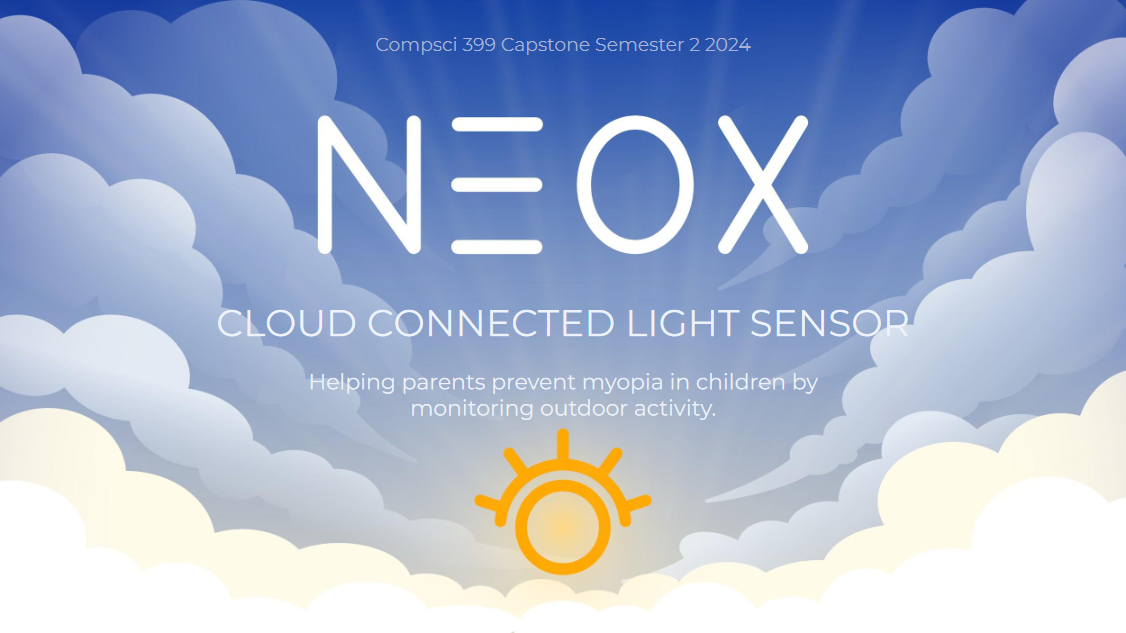 Compsci 399 Capstone Semester 2 2024
NEOX
CLOUD CONNECTED LIGHT SENSOR
Helping parents prevent myopia in children by
monitoring outdoor activity.